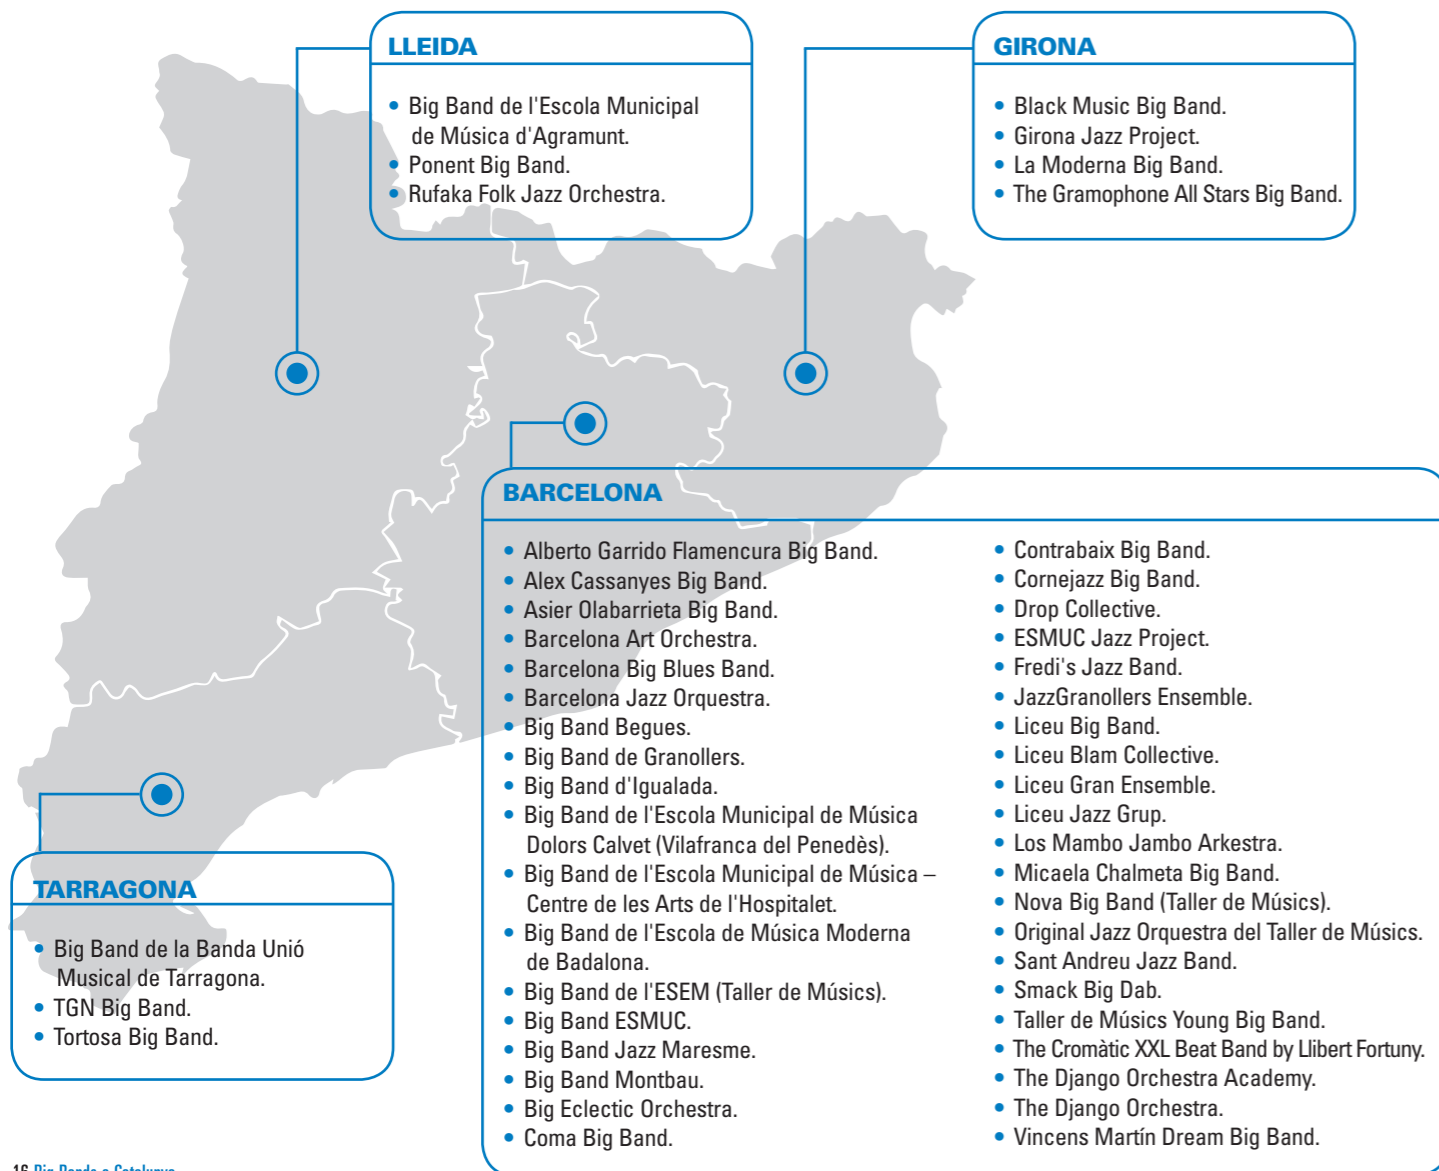 LLEIDA
• Big Band de l'Escola Municipal
de Música d'Agramunt.
• Ponent Big Band.
• Rufaka Folk Jazz Orchestra.
GIRONA
• Black Music Big Band.
• Girona Jazz Project.
• La Moderna Big Band.
• The Gramophone All Stars Big Band.
BARCELONA
• Alberto Garrido Flamencura Big Band.
• Alex Cassanyes Big Band.
• Asier Olabarrieta Big Band.
• Barcelona Art Orchestra.
• Barcelona Big Blues Band.
• Barcelona Jazz Orquestra.
• Big Band Begues.
• Big Band de Granollers.
• Big Band d'Igualada.
• Big Band de l'Escola Municipal de Música
Dolors Calvet (Vilafranca del Penedès).
• Big Band de l'Escola Municipal de Música –
Centre de les Arts de l'Hospitalet.
• Big Band de l'Escola de Música Moderna
de Badalona.
• Big Band de l'ESEM (Taller de Músics).
• Big Band ESMUC.
• Big Band Jazz Maresme.
• Big Band Montbau.
• Big Eclectic Orchestra.
• Coma Big Band.
• Contrabaix Big Band.
• Cornejazz Big Band.
• Drop Collective.
• ESMUC Jazz Project.
• Fredi's Jazz Band.
• JazzGranollers Ensemble.
• Liceu Big Band.
• Liceu Blam Collective.
• Liceu Gran Ensemble.
• Liceu Jazz Grup.
• Los Mambo Jambo Arkestra.
• Micaela Chalmeta Big Band.
• Nova Big Band (Taller de Músics).
• Original Jazz Orquestra del Taller de Músics.
• Sant Andreu Jazz Band.
• Smack Big Dab.
• Taller de Músics Young Big Band.
• The Cromàtic XXL Beat Band by Llibert Fortuny.
• The Django Orchestra Academy.
• The Django Orchestra.
• Vincens Martín Dream Big Band.
TARRAGONA
• Big Band de la Banda Unió
Musical de Tarragona.
• TGN Big Band.
• Tortosa Big Band.
16 Big Bands a Catalunya